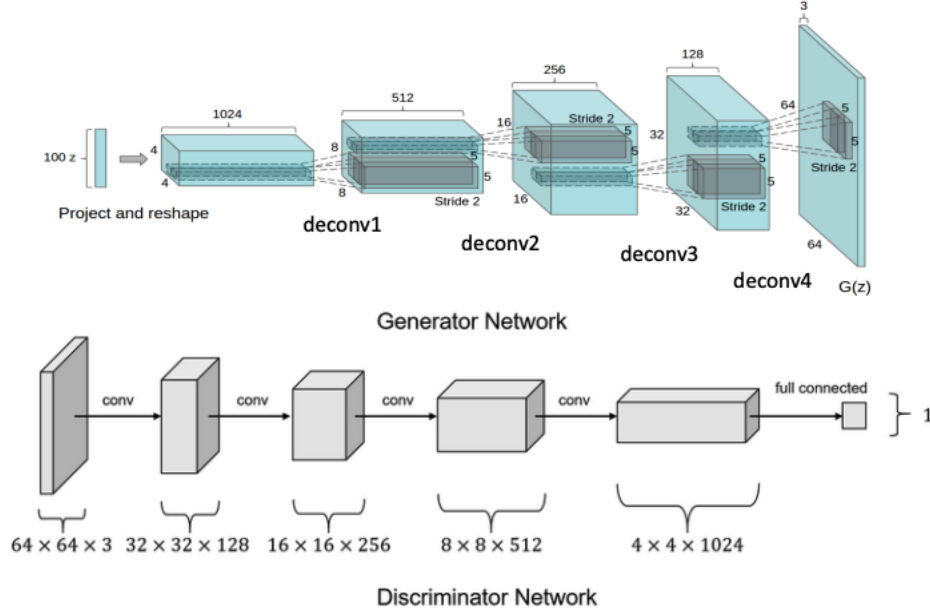 3
128
256
512
1024
64
5
16
Stride 2
5
5
32
8
5
5
100 z
4
5
5
5
Stride 2
4
8
Stride 2
16
32
Stride 2
Project and reshape
deconv1
deconv2
deconv3
64
deconv4
G(z)
Generator Network
conv
conv
conv
conv
full connected
1
64 × 64 × 3
32 × 32 × 128
16 × 16 × 256
8 × 8 × 512
4 × 4 × 1024
Discriminator Network